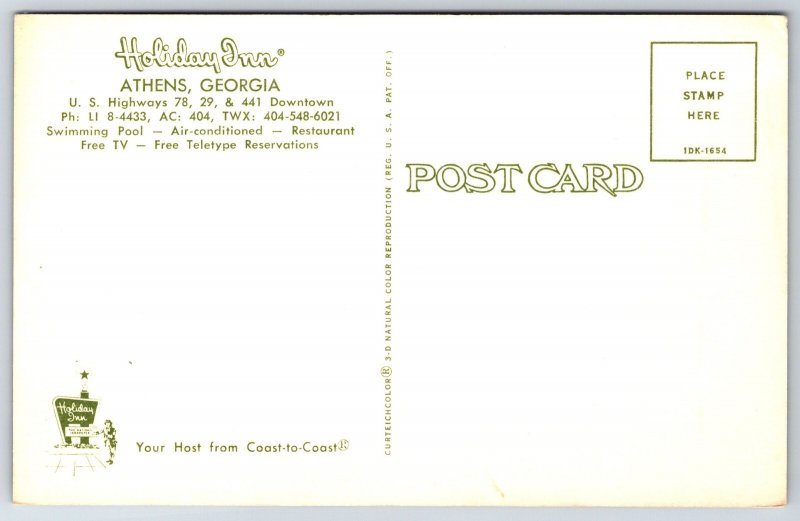 Holiday Inn®
ATHENS, GEORGIA
U. S. Highways 78, 29, & 441 Downtown
Ph: LI 8-4433, AC: 404, TWX: 404-548-6021
Swimming Pool — Air-conditioned — Restaurant
Free TV — Free Teletype Reservations
Holiday Inn
Your Host from Coast-to-Coast®
CURTEICHCOLOR® 3-D NATURAL COLOR REPRODUCTION (REG. U. S. A. PAT. OFF.)
POST CARD
PLACE
STAMP
HERE
1DK-1654